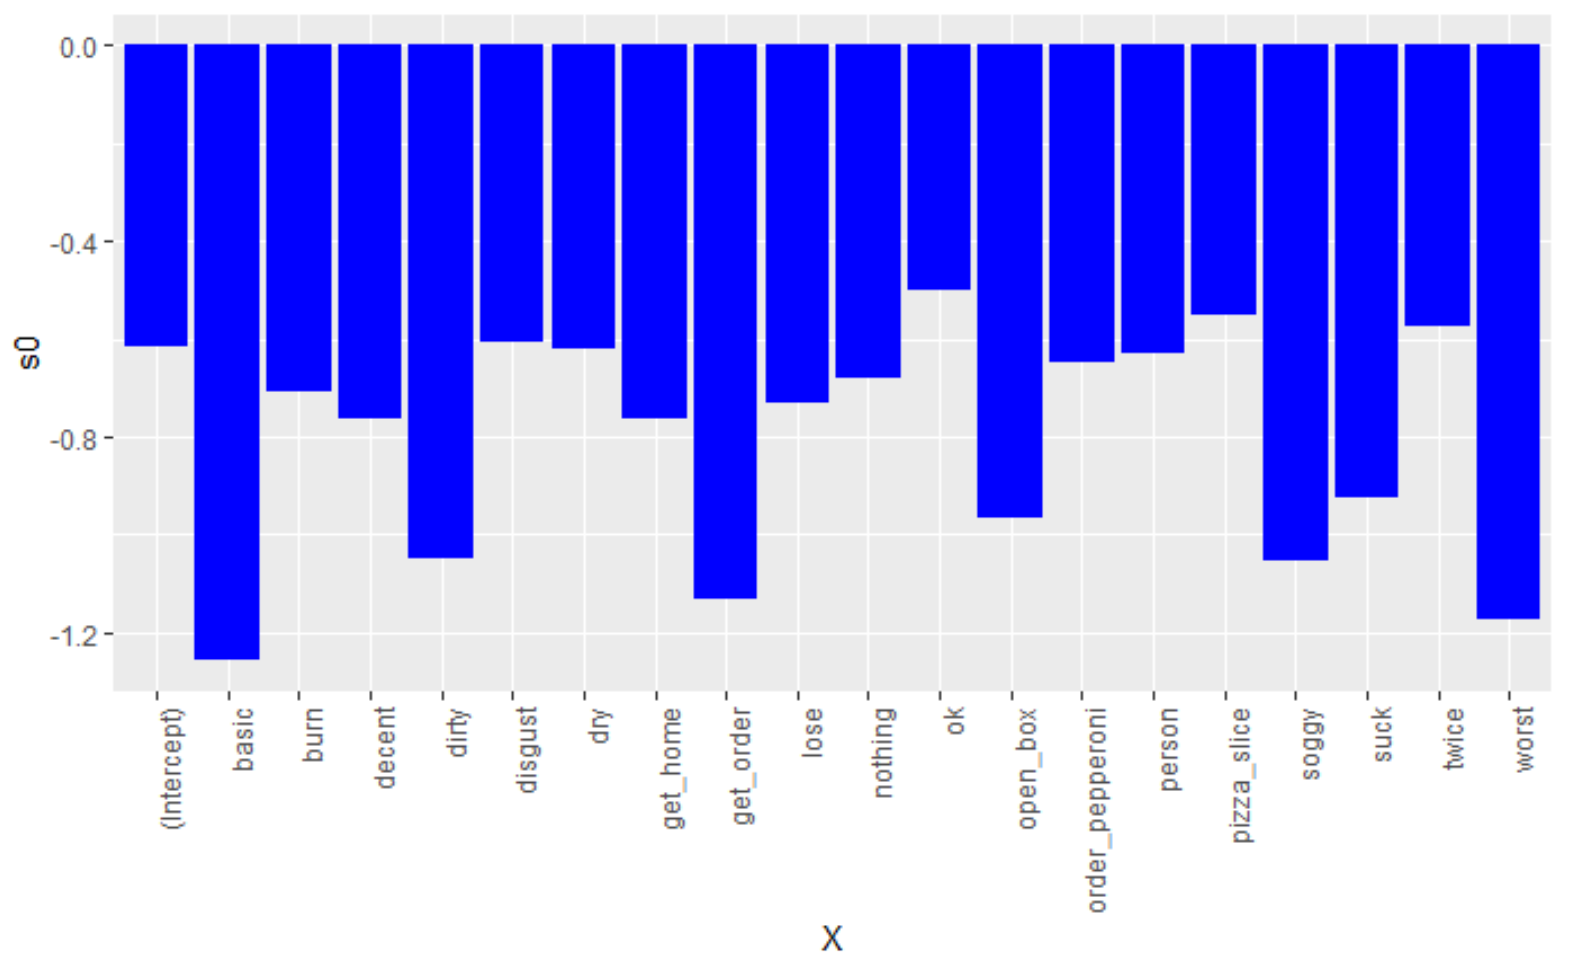 0.0
-0.4
-0.8
-1.2
s0
(Intercept)
basic
burn
decent
dirty
disgust
dry
get_home
get_order
lose
nothing
ok
open_box
order_pepperoni
person
pizza_slice
soggy
suck
twice
worst
X